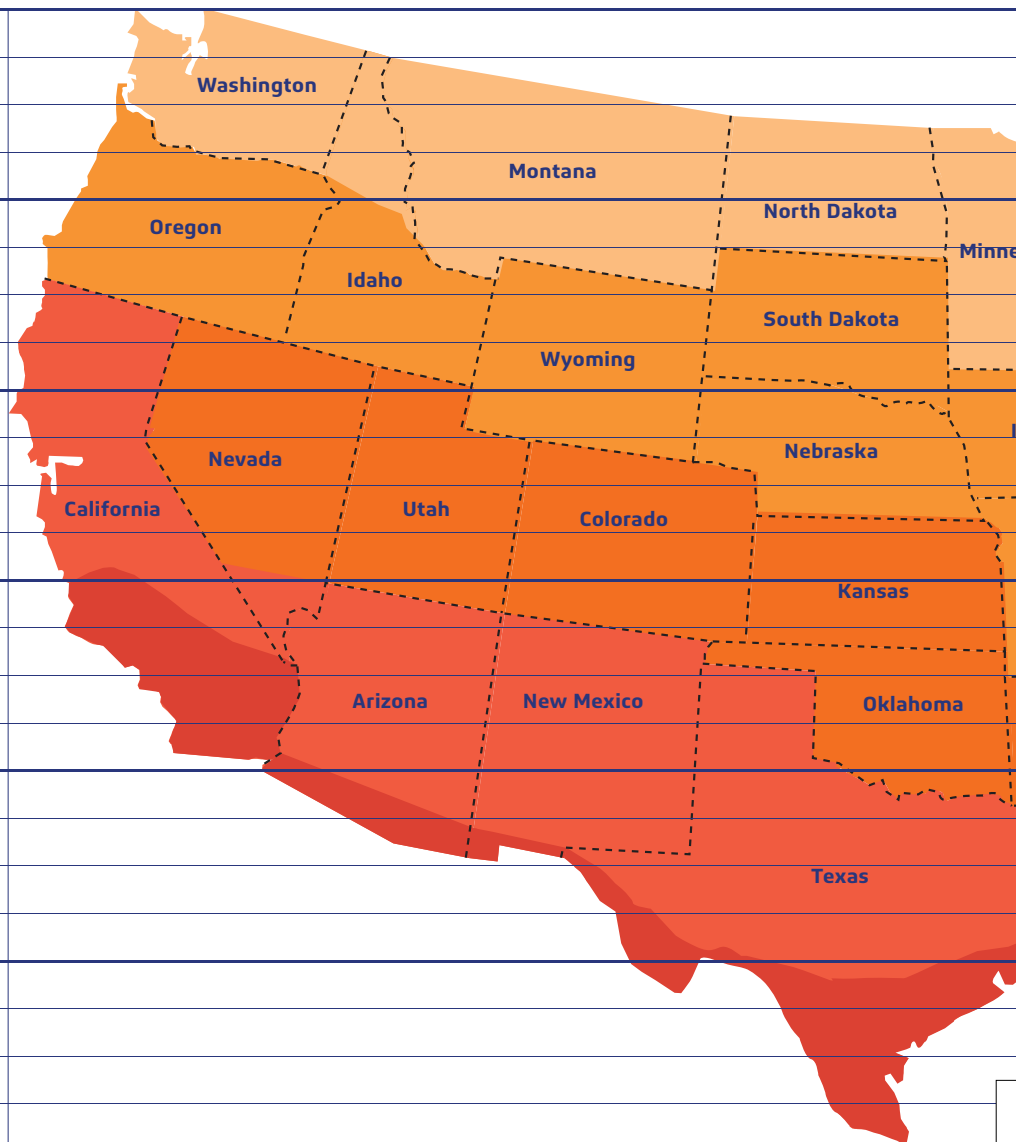 Washington
Montana
North Dakota
Oregon
Minne
Idaho
South Dakota
Wyoming
Nebraska
Nevada
California
Utah
Colorado
Kansas
Arizona
New Mexico
Oklahoma
Texas